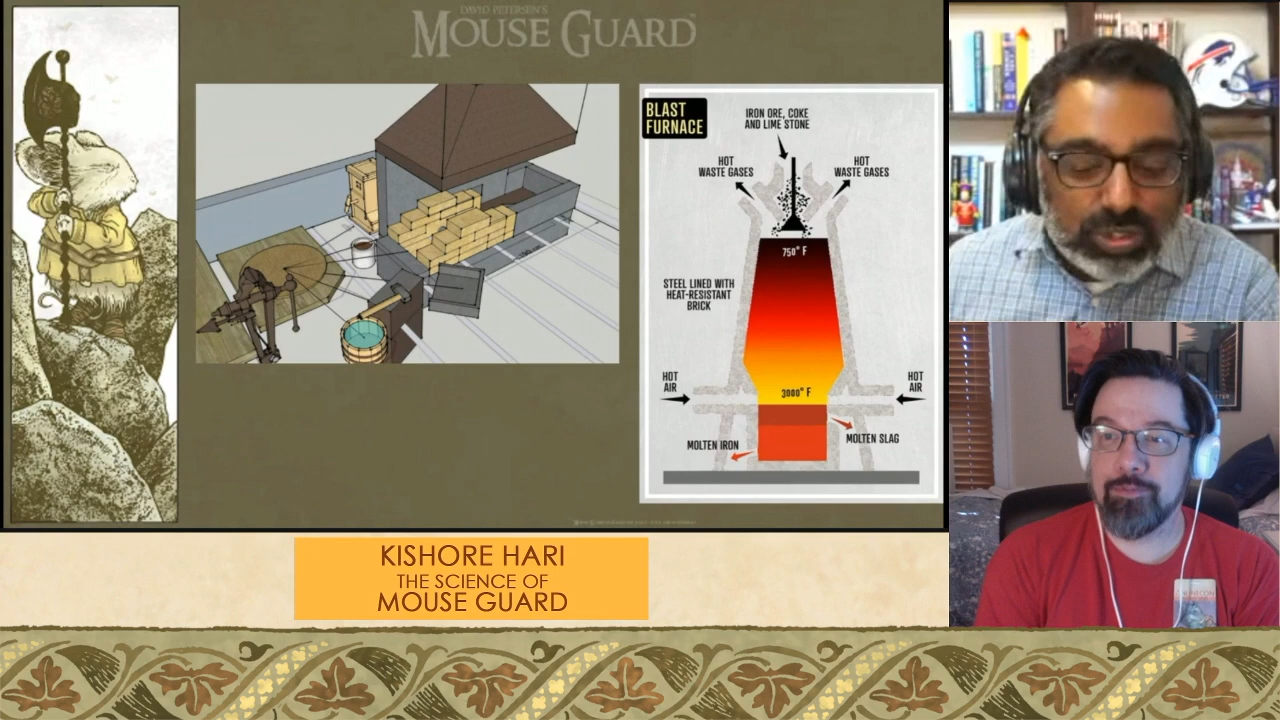 DAVID PETERSEN'S
MOUSE GUARD
BLAST
FURNACE
IRON ORE, COKE
AND LIME STONE
HOT
WASTE GASES
HOT
WASTE GASES
750° F
STEEL LINED WITH
HEAT-RESISTANT
BRICK
HOT
AIR
HOT
AIR
3000° F
MOLTEN IRON
MOLTEN SLAG
KISHORE HARI
THE SCIENCE OF
MOUSE GUARD